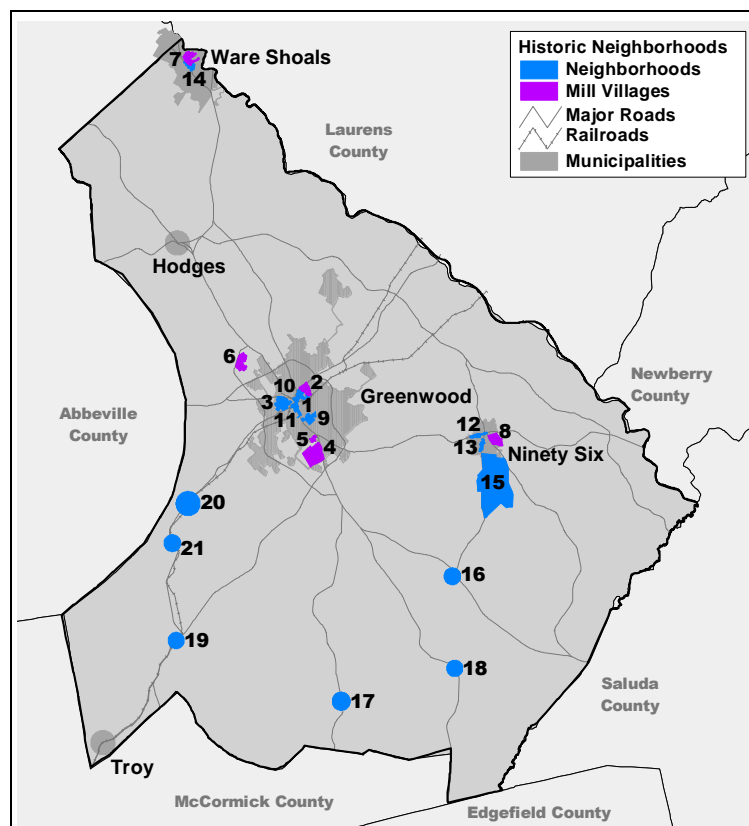 Historic Neighborhoods
Neighborhoods
Mill Villages
Major Roads
Railroads
Municipalities
7
Ware Shoals
14
Laurens
County
Hodges
6
10
2
Greenwood
Newberry
County
3
1
Abbeville
County
11
9
12
8
5
4
13
Ninety Six
15
20
21
16
19
18
17
Saluda
County
Troy
McCormick County
Edgefield County